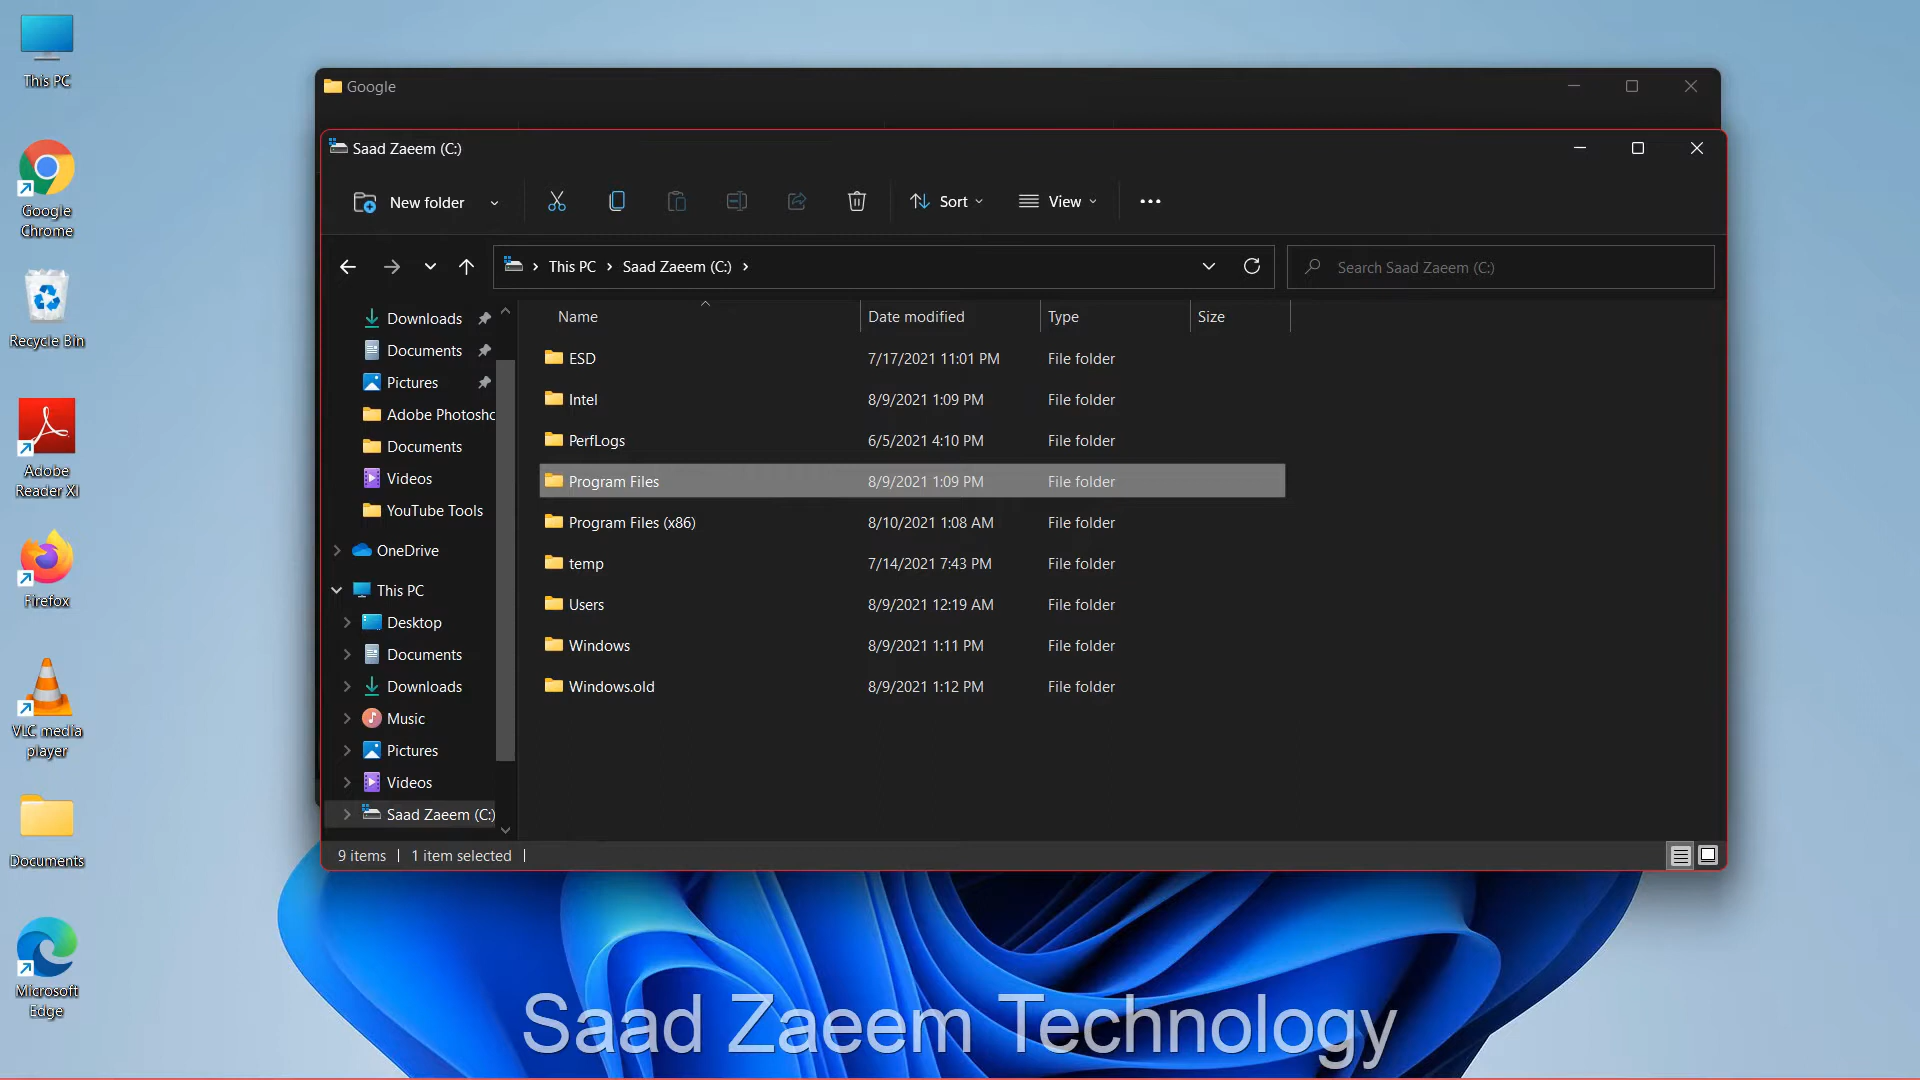 This PC
Google
Chrome
Recycle Bin
Adobe
Reader XI
Firefox
VLC media
player
Documents
Microsoft
Edge
Google
Saad Zaeem (C:)
New folder
Sort
View
This PC
Saad Zaeem (C:)
Search Saad Zaeem (C:)
Downloads
Documents
Pictures
Adobe Photosho
Documents
Videos
YouTube Tools
OneDrive
This PC
Desktop
Documents
Downloads
Music
Pictures
Videos
Saad Zaeem (C:)
Name Date modified Type Size
ESD 7/17/2021 11:01 PM File folder
Intel 8/9/2021 1:09 PM File folder
PerfLogs 6/5/2021 4:10 PM File folder
Program Files 8/9/2021 1:09 PM File folder
Program Files (x86) 8/10/2021 1:08 AM File folder
temp 7/14/2021 7:43 PM File folder
Users 8/9/2021 12:19 AM File folder
Windows 8/9/2021 1:11 PM File folder
Windows.old 8/9/2021 1:12 PM File folder
9 items 1 item selected
Saad Zaeem Technology